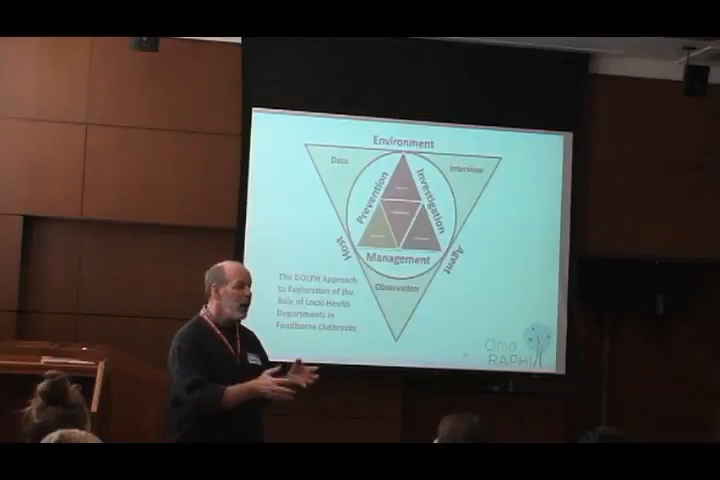 Environment
Data
Interview
Prevention
Investigation
Management
Host
Agent
Observation
The DOLPH Approach
to Exploration of the
Role of Local Health
Departments in
Foodborne Outbreaks
Ohio
RAPHI